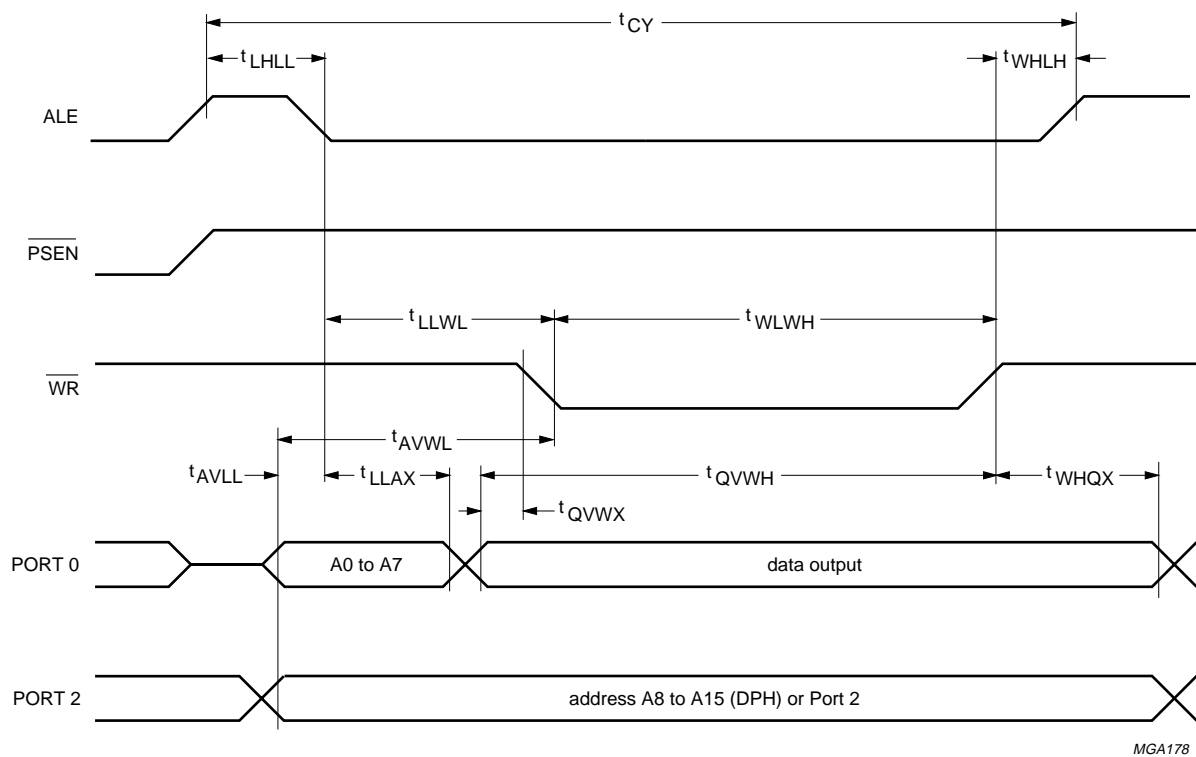 tCY
tLHLL
tWHLH
ALE
PSEN
tLLWL
tWLWH
WR
tAVWL
tAVLL
tLLAX
tQVWH
tWHQX
tQVWX
PORT 0
A0 to A7
data output
PORT 2
address A8 to A15 (DPH) or Port 2
MGA178